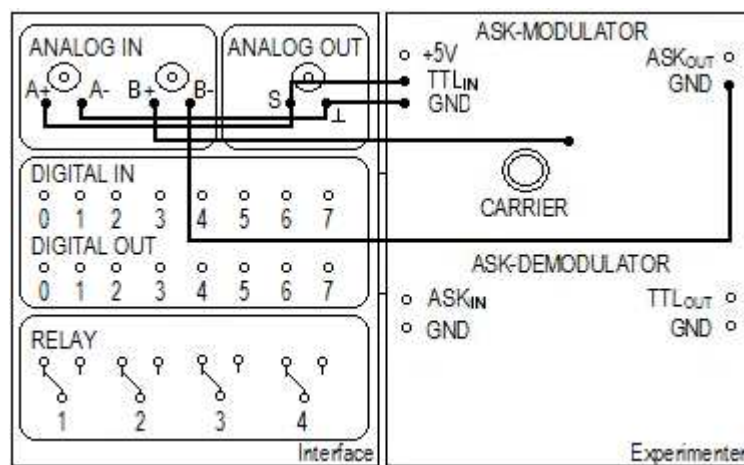 ANALOG IN
A+ A- B+ B-
ANALOG OUT
S ⊥
DIGITAL IN
0 1 2 3 4 5 6 7
DIGITAL OUT
0 1 2 3 4 5 6 7
RELAY
1 2 3 4
Interface
ASK-MODULATOR
+5V
TTLIN
GND
ASKOUT
GND
CARRIER
ASK-DEMODULATOR
ASKIN
GND
TTLOUT
GND
Experimenter